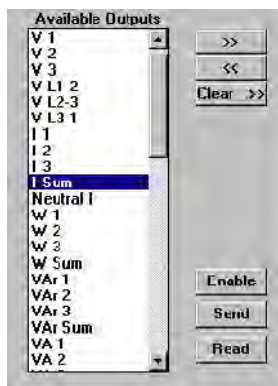 Available Outputs
V 1
V 2
V 3
V L1 2
V L2-3
V L3 1
I 1
I 2
I 3
I Sum
Neutral I
W 1
W 2
W 3
W Sum
VAr 1
VAr 2
VAr 3
VAr Sum
VA 1
VA 2
>>
<<
Clear >>
Enable
Send
Read